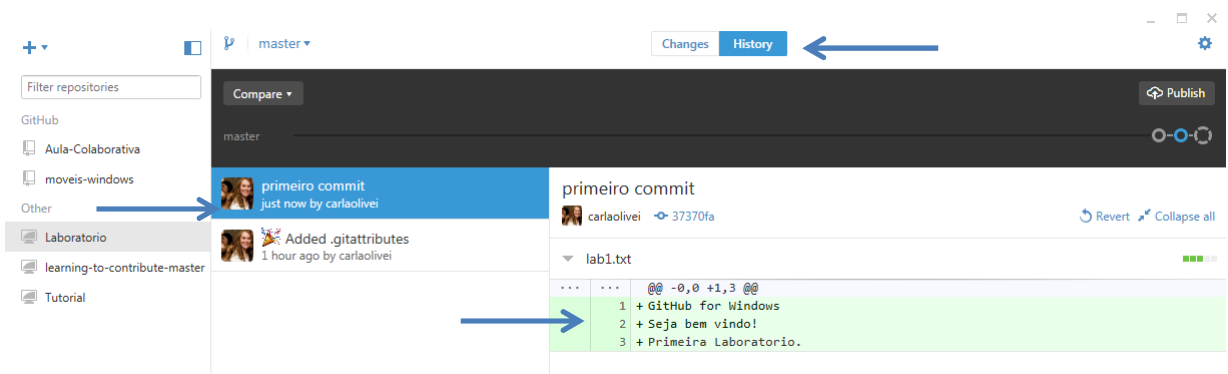 master
Changes
History
Filter repositories
Compare
Publish
GitHub
master
Aula-Colaborativa
moveis-windows
Other
Laboratorio
learning-to-contribute-master
Tutorial
primeiro commit
just now by carlaolivei
Added .gitattributes
1 hour ago by carlaolivei
primeiro commit
carlaolivei 37370fa
Revert Collapse all
lab1.txt
... ... @@ -0,0 +1,3 @@
1 + GitHub for Windows
2 + Seja bem vindo!
3 + Primeira Laboratorio.